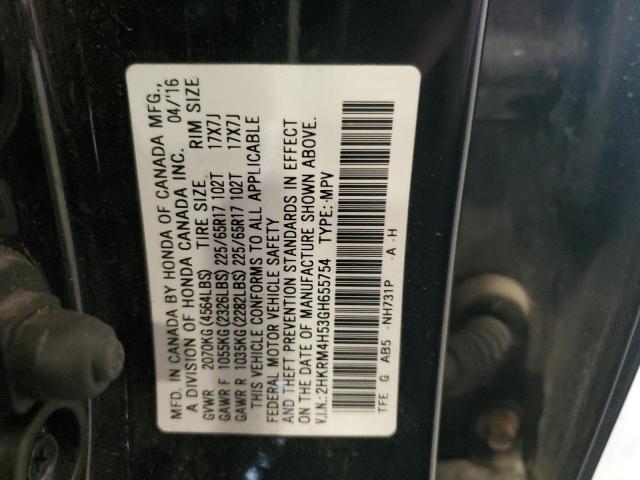 MFD. IN CANADA BY HONDA OF CANADA MFG.,
A DIVISION OF HONDA CANADA INC. 04/16
GVWR 2070KG (4564LBS) TIRE SIZE RIM SIZE
GAWR F 1055KG (2326LBS) 225/65R17 102T 17X7J
GAWR R 1035KG (2282LBS) 225/65R17 102T 17X7J
THIS VEHICLE CONFORMS TO ALL APPLICABLE
FEDERAL MOTOR VEHICLE SAFETY
AND THEFT PREVENTION STANDARDS IN EFFECT
ON THE DATE OF MANUFACTURE SHOWN ABOVE.
V.I.N.: 2HKRM4H53GH655754 TYPE: MPV
TFE G AB5 -NH731P -A -H